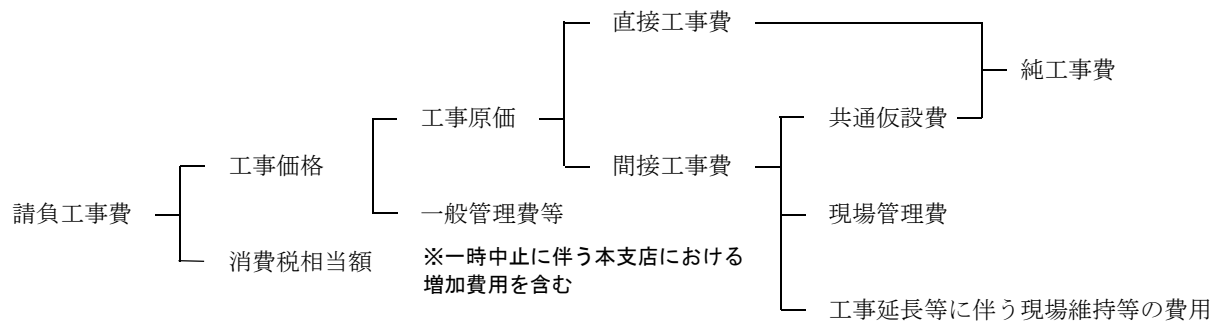 直接工事費
純工事費
工事原価
共通仮設費
工事価格
間接工事費
請負工事費
一般管理費等
現場管理費
消費税相当額
※一時中止に伴う本支店における
増加費用を含む
工事延長等に伴う現場維持等の費用